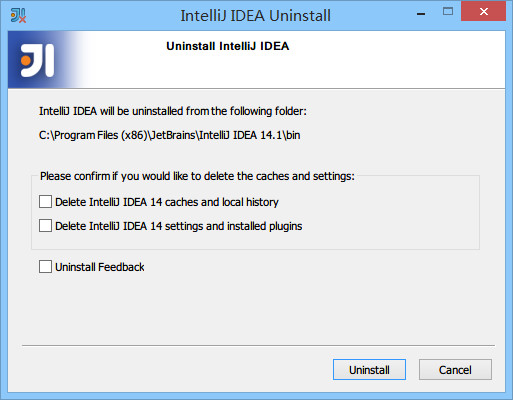 IntelliJ IDEA Uninstall
Uninstall IntelliJ IDEA
IntelliJ IDEA will be uninstalled from the following folder:
C:\Program Files (x86)\JetBrains\IntelliJ IDEA 14.1\bin
Please confirm if you would like to delete the caches and settings:
Delete IntelliJ IDEA 14 caches and local history
Delete IntelliJ IDEA 14 settings and installed plugins
Uninstall Feedback
Uninstall
Cancel